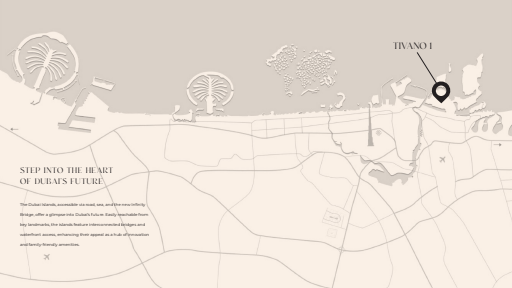 TIVANO I
STEP INTO THE HEART
OF DUBAI'S FUTURE
The Dubai Islands, accessible via road, sea, and the new Infinity
Bridge, offer a glimpse into Dubai's Future. Easily reachable from
key landmarks, the islands feature interconnected bridges and
waterfront access, enhancing their appeal as a hub of innovation
and family-friendly amenities.